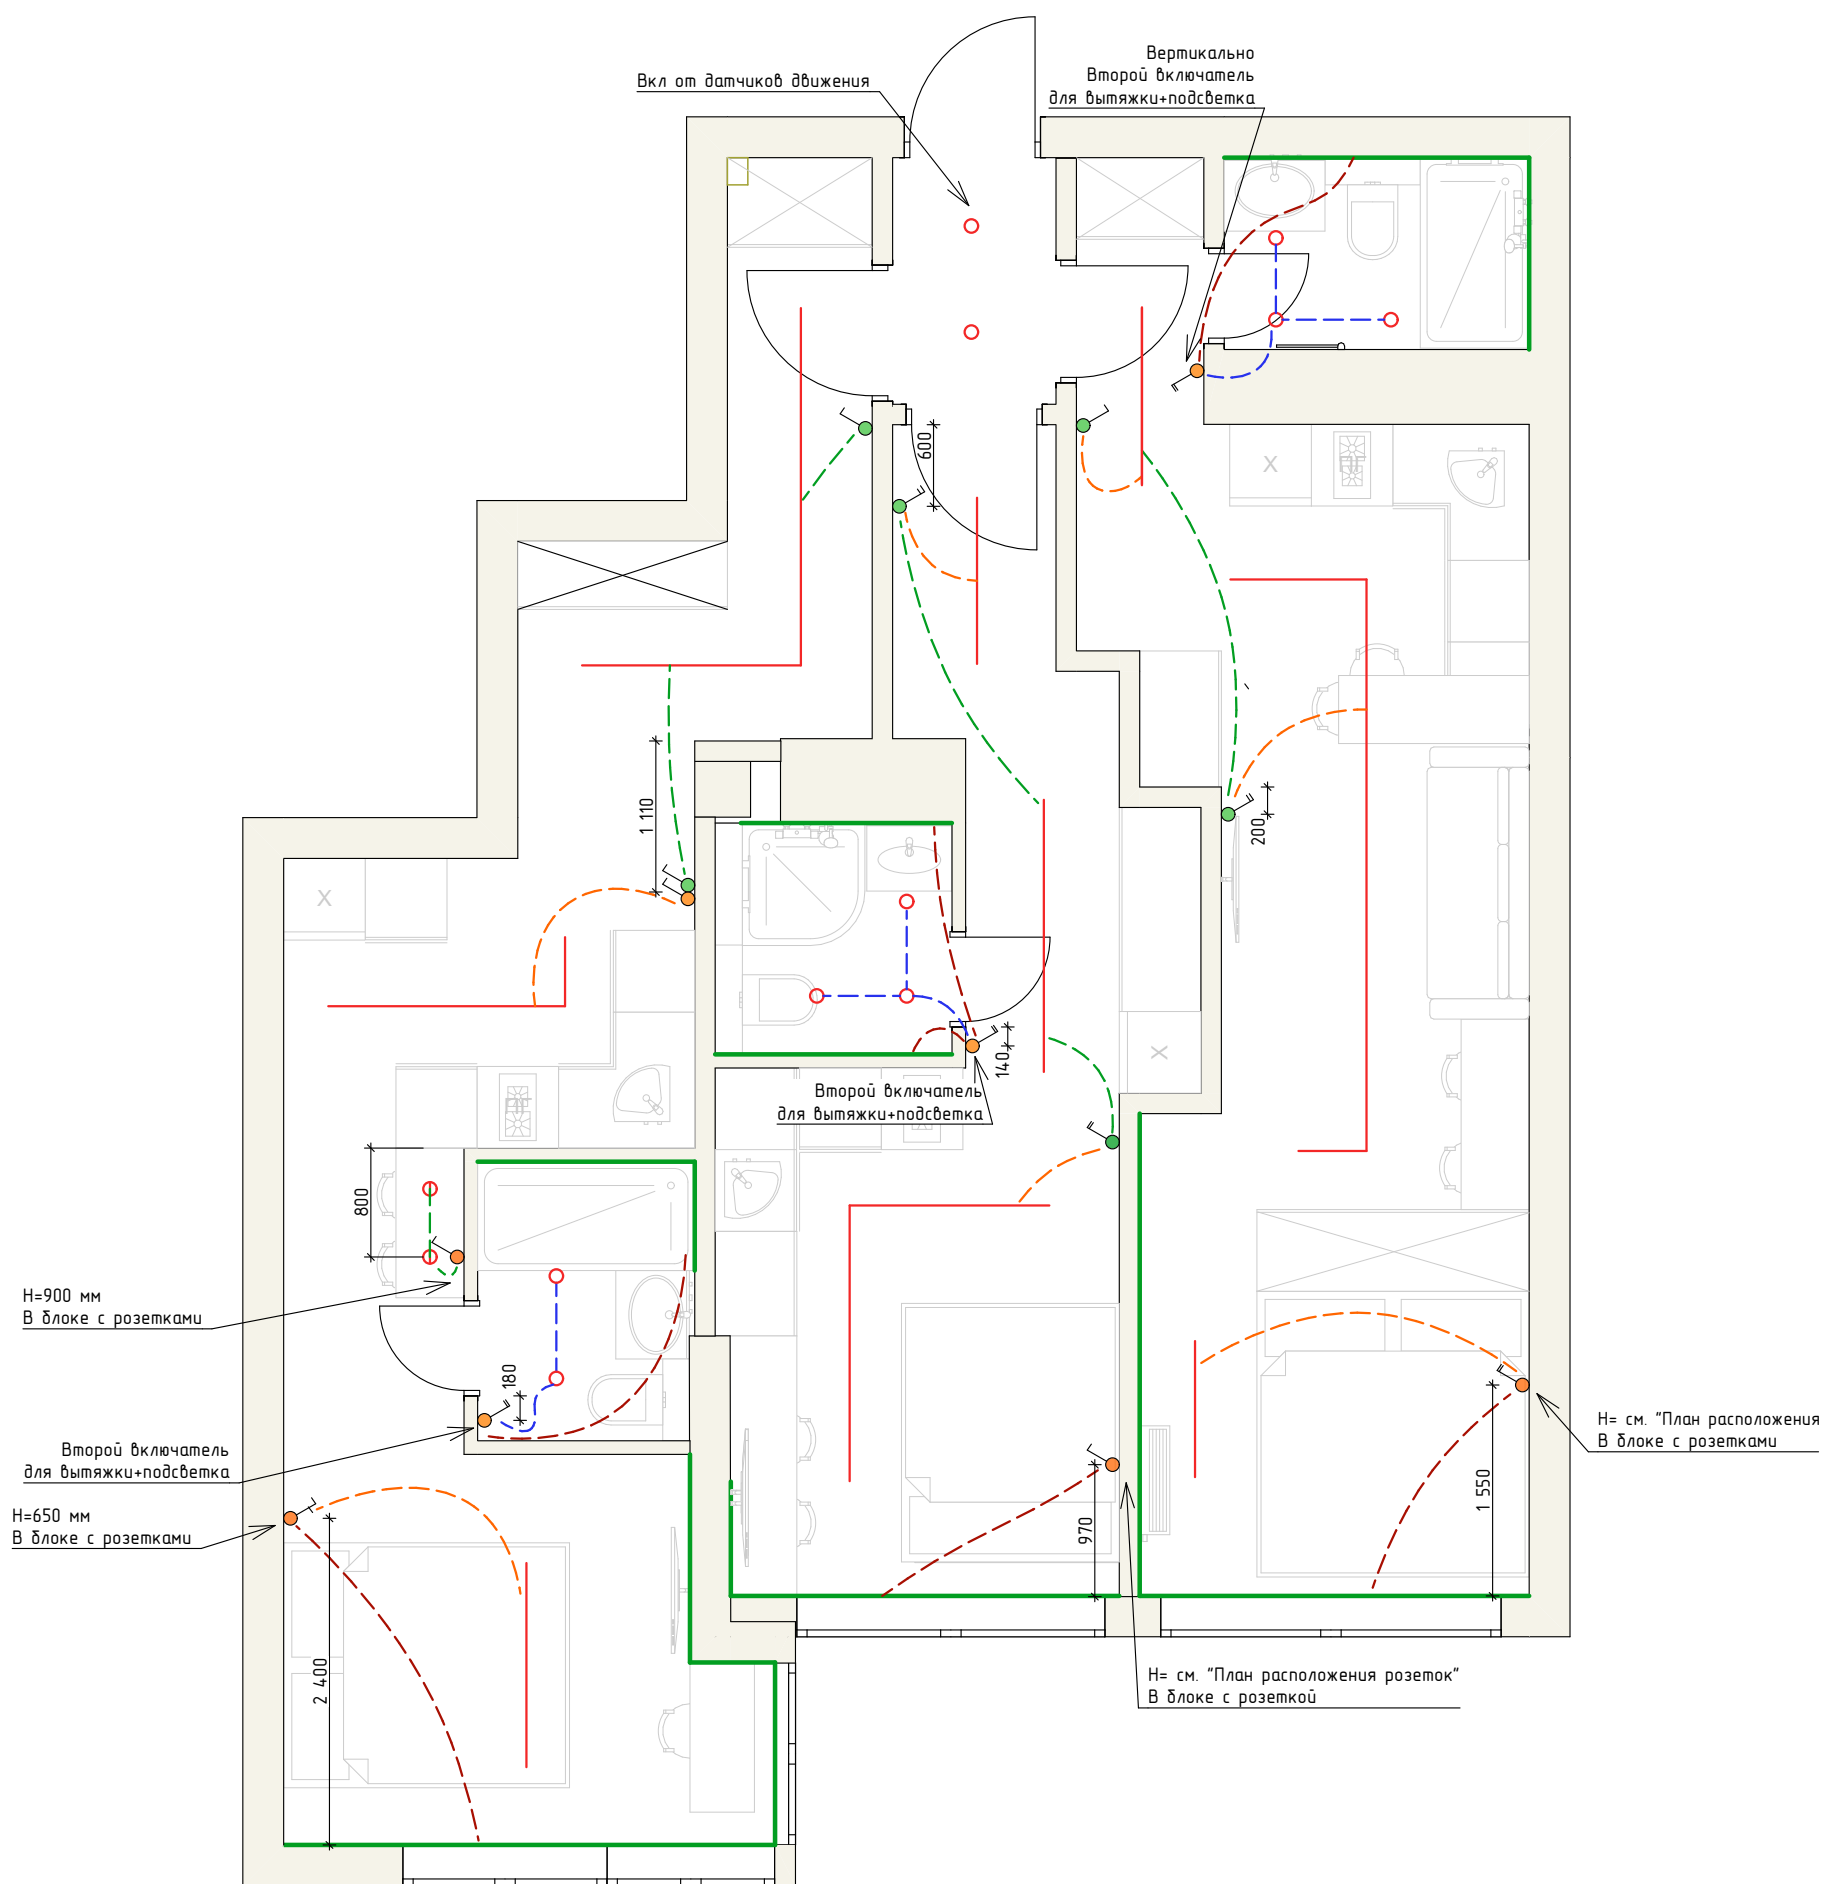 Вертикально
Второй включатель
для вытяжки+подсветка
Вкл от датчиков движения
600
X
1 110
200
X
140
X
Второй включатель
для вытяжки+подсветка
800
H=900 мм
В блоке с розетками
180
Второй включатель
для вытяжки+подсветка
H=650 мм
В блоке с розетками
H= см. "План расположения
В блоке с розетками
1 550
970
2 400
H= см. "План расположения розеток"
В блоке с розеткой